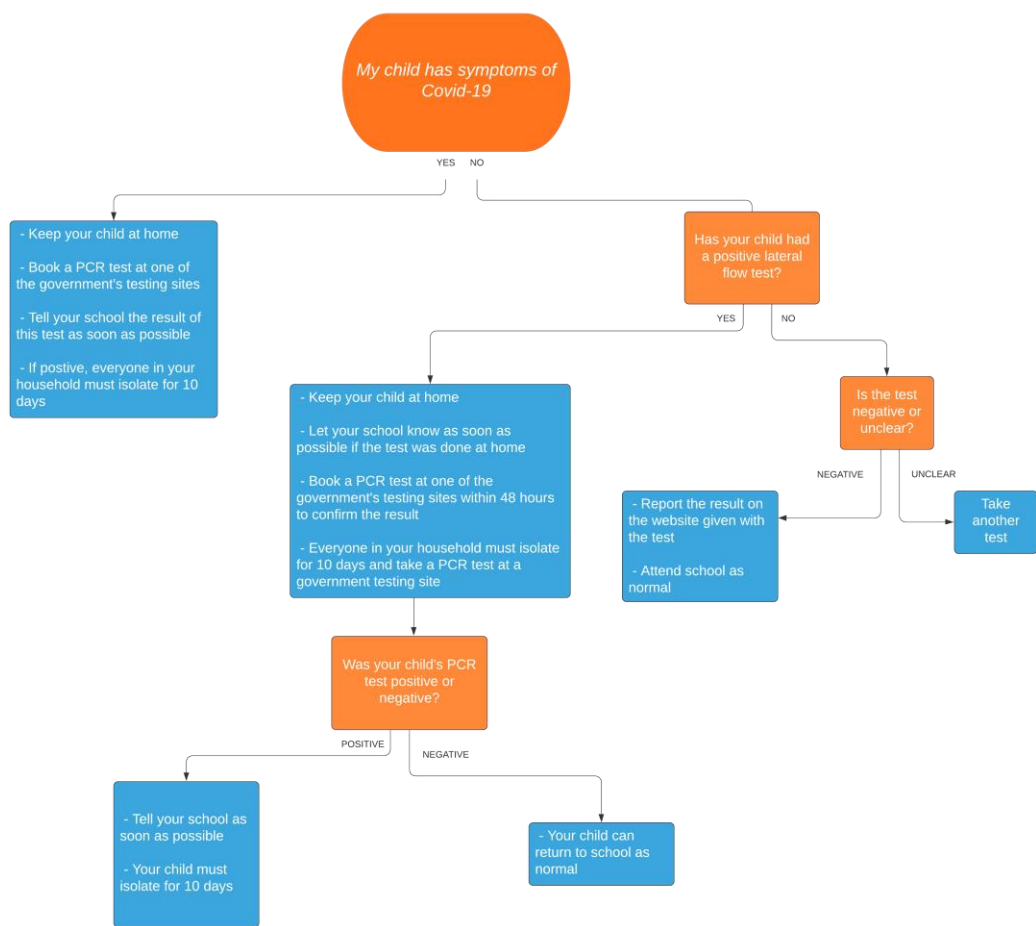 My child has symptoms of
Covid-19
YES
NO
- Keep your child at home
- Book a PCR test at one of
the government's testing sites
- Tell your school the result of
this test as soon as possible
- If postive, everyone in your
household must isolate for 10
days
Has your child had
a positive lateral
flow test?
YES
NO
- Keep your child at home
- Let your school know as soon as
possible if the test was done at home
- Book a PCR test at one of the
government's testing sites within 48 hours
to confirm the result
- Everyone in your household must isolate
for 10 days and take a PCR test at a
government testing site
Is the test
negative or
unclear?
NEGATIVE
UNCLEAR
- Report the result on
the website given with
the test
- Attend school as
normal
Take
another
test
Was your child's PCR
test positive or
negative?
POSITIVE
NEGATIVE
- Tell your school as
soon as possible
- Your child must
isolate for 10 days
- Your child can
return to school as
normal